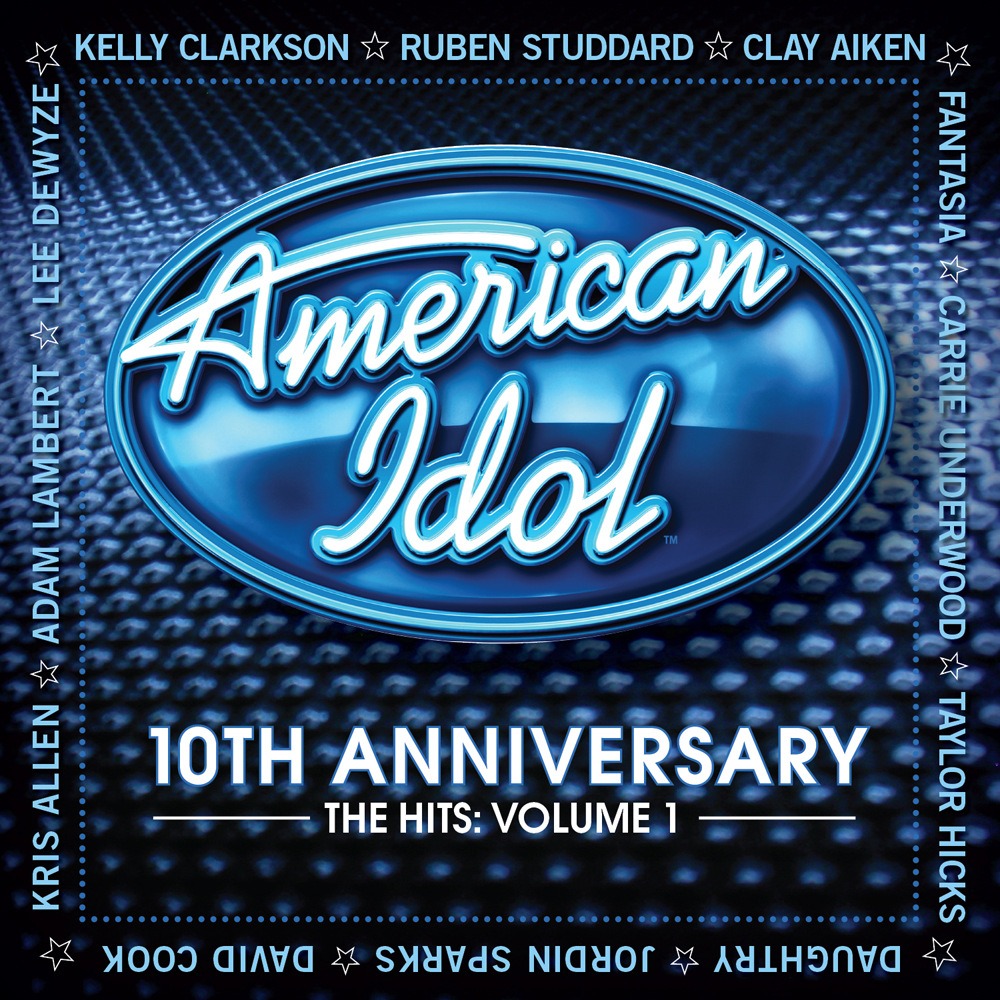 KELLY CLARKSON ☆ RUBEN STUDDARD ☆ CLAY AIKEN
☆ FANTASIA ☆ CARRIE UNDERWOOD ☆ TAYLOR HICKS
☆ DAUGHTRY ☆ JORDIN SPARKS ☆ DAVID COOK
☆ KRIS ALLEN ☆ ADAM LAMBERT ☆ LEE DEWYZE ☆
American
Idol ™
10TH ANNIVERSARY
THE HITS: VOLUME 1